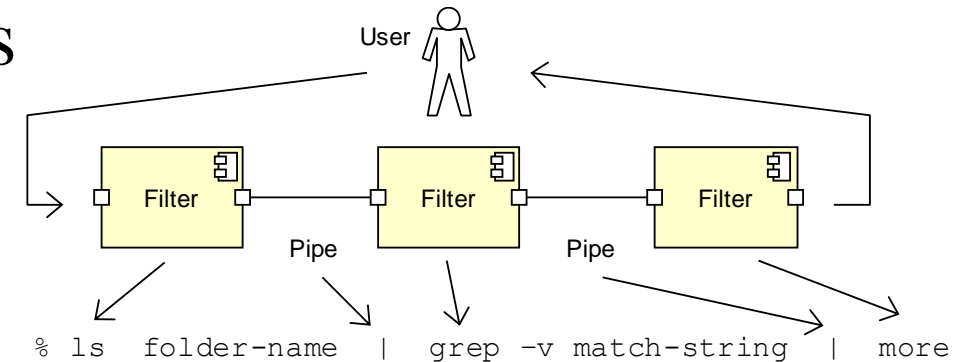 s
User
Filter Filter Filter
Pipe Pipe
% ls folder-name | grep –v match-string | more